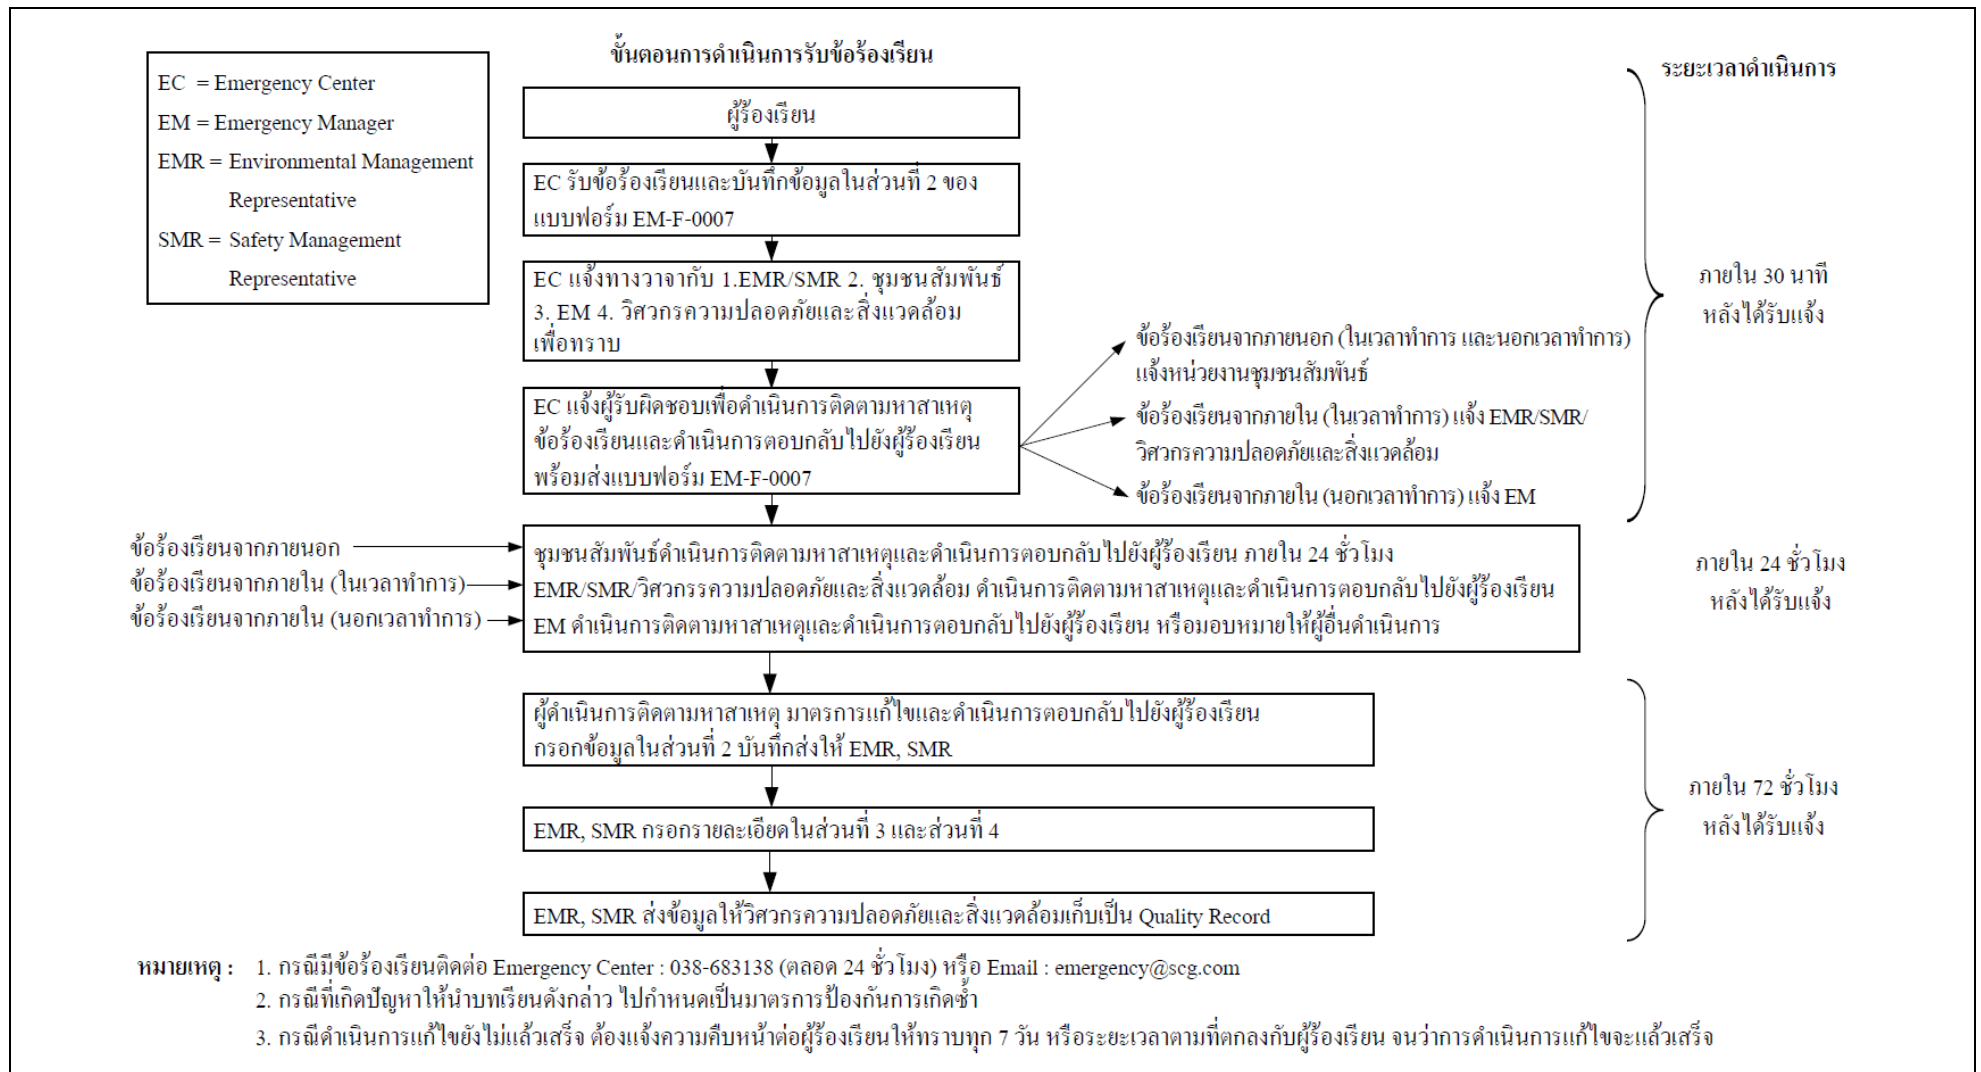 ขั้นตอนการดำเนินการรับข้อร้องเรียน
ระยะเวลาดำเนินการ
EC = Emergency Center
EM = Emergency Manager
EMR = Environmental Management
Representative
SMR = Safety Management
Representative
ผู้ร้องเรียน
EC รับข้อร้องเรียนและบันทึกข้อมูลในส่วนที่ 2 ของ
แบบฟอร์ม EM-F-0007
EC แจ้งทางวาจากับ 1.EMR/SMR 2. ชุมชนสัมพันธ์
3. EM 4. วิศวกรความปลอดภัยและสิ่งแวดล้อม
เพื่อทราบ
EC แจ้งผู้รับผิดชอบเพื่อดำเนินการติดตามหาสาเหตุ
ข้อร้องเรียนและดำเนินการตอบกลับไปยังผู้ร้องเรียน
พร้อมส่งแบบฟอร์ม EM-F-0007
ข้อร้องเรียนจากภายนอก (ในเวลาทำการ และนอกเวลาทำการ)
แจ้งหน่วยงานชุมชนสัมพันธ์
ข้อร้องเรียนจากภายใน (ในเวลาทำการ) แจ้ง EMR/SMR/
วิศวกรความปลอดภัยและสิ่งแวดล้อม
ข้อร้องเรียนจากภายใน (นอกเวลาทำการ) แจ้ง EM
ภายใน 30 นาที
หลังได้รับแจ้ง
ข้อร้องเรียนจากภายนอก
ข้อร้องเรียนจากภายใน (ในเวลาทำการ)
ข้อร้องเรียนจากภายใน (นอกเวลาทำการ)
ชุมชนสัมพันธ์ดำเนินการติดตามหาสาเหตุและดำเนินการตอบกลับไปยังผู้ร้องเรียน ภายใน 24 ชั่วโมง
EMR/SMR/วิศวกรรความปลอดภัยและสิ่งแวดล้อม ดำเนินการติดตามหาสาเหตุและดำเนินการตอบกลับไปยังผู้ร้องเรียน
EM ดำเนินการติดตามหาสาเหตุและดำเนินการตอบกลับไปยังผู้ร้องเรียน หรือมอบหมายให้ผู้อื่นดำเนินการ
ภายใน 24 ชั่วโมง
หลังได้รับแจ้ง
ผู้ดำเนินการติดตามหาสาเหตุ มาตรการแก้ไขและดำเนินการตอบกลับไปยังผู้ร้องเรียน
กรอกข้อมูลในส่วนที่ 2 บันทึกส่งให้ EMR, SMR
EMR, SMR กรอกรายละเอียดในส่วนที่ 3 และส่วนที่ 4
EMR, SMR ส่งข้อมูลให้วิศวกรความปลอดภัยและสิ่งแวดล้อมเก็บเป็น Quality Record
ภายใน 72 ชั่วโมง
หลังได้รับแจ้ง
หมายเหตุ : 1. กรณีมีข้อร้องเรียนติดต่อ Emergency Center : 038-683138 (ตลอด 24 ชั่วโมง) หรือ Email : emergency@scg.com
2. กรณีที่เกิดปัญหาให้นำบทเรียนดังกล่าว ไปกำหนดเป็นมาตรการป้องกันการเกิดซ้ำ
3. กรณีดำเนินการแก้ไขยังไม่แล้วเสร็จ ต้องแจ้งความคืบหน้าต่อผู้ร้องเรียนให้ทราบทุก 7 วัน หรือระยะเวลาตามที่ตกลงกับผู้ร้องเรียน จนว่าการดำเนินการแก้ไขจะแล้วเสร็จ